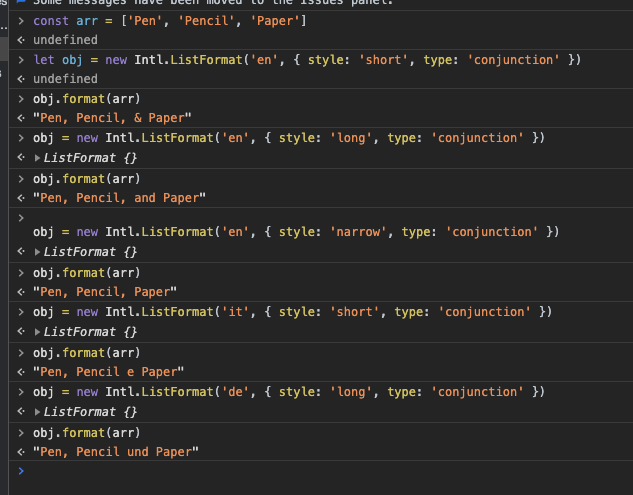 Some messages have been moved to the Issues panel.
> const arr = ['Pen', 'Pencil', 'Paper']
<· undefined
> let obj = new Intl.ListFormat('en', { style: 'short', type: 'conjunction' })
<· undefined
> obj.format(arr)
<· "Pen, Pencil, & Paper"
> obj = new Intl.ListFormat('en', { style: 'long', type: 'conjunction' })
<· ▶ ListFormat {}
> obj.format(arr)
<· "Pen, Pencil, and Paper"
>
obj = new Intl.ListFormat('en', { style: 'narrow', type: 'conjunction' })
<· ▶ ListFormat {}
> obj.format(arr)
<· "Pen, Pencil, Paper"
> obj = new Intl.ListFormat('it', { style: 'short', type: 'conjunction' })
<· ▶ ListFormat {}
> obj.format(arr)
<· "Pen, Pencil e Paper"
> obj = new Intl.ListFormat('de', { style: 'long', type: 'conjunction' })
<· ▶ ListFormat {}
> obj.format(arr)
<· "Pen, Pencil und Paper"
>